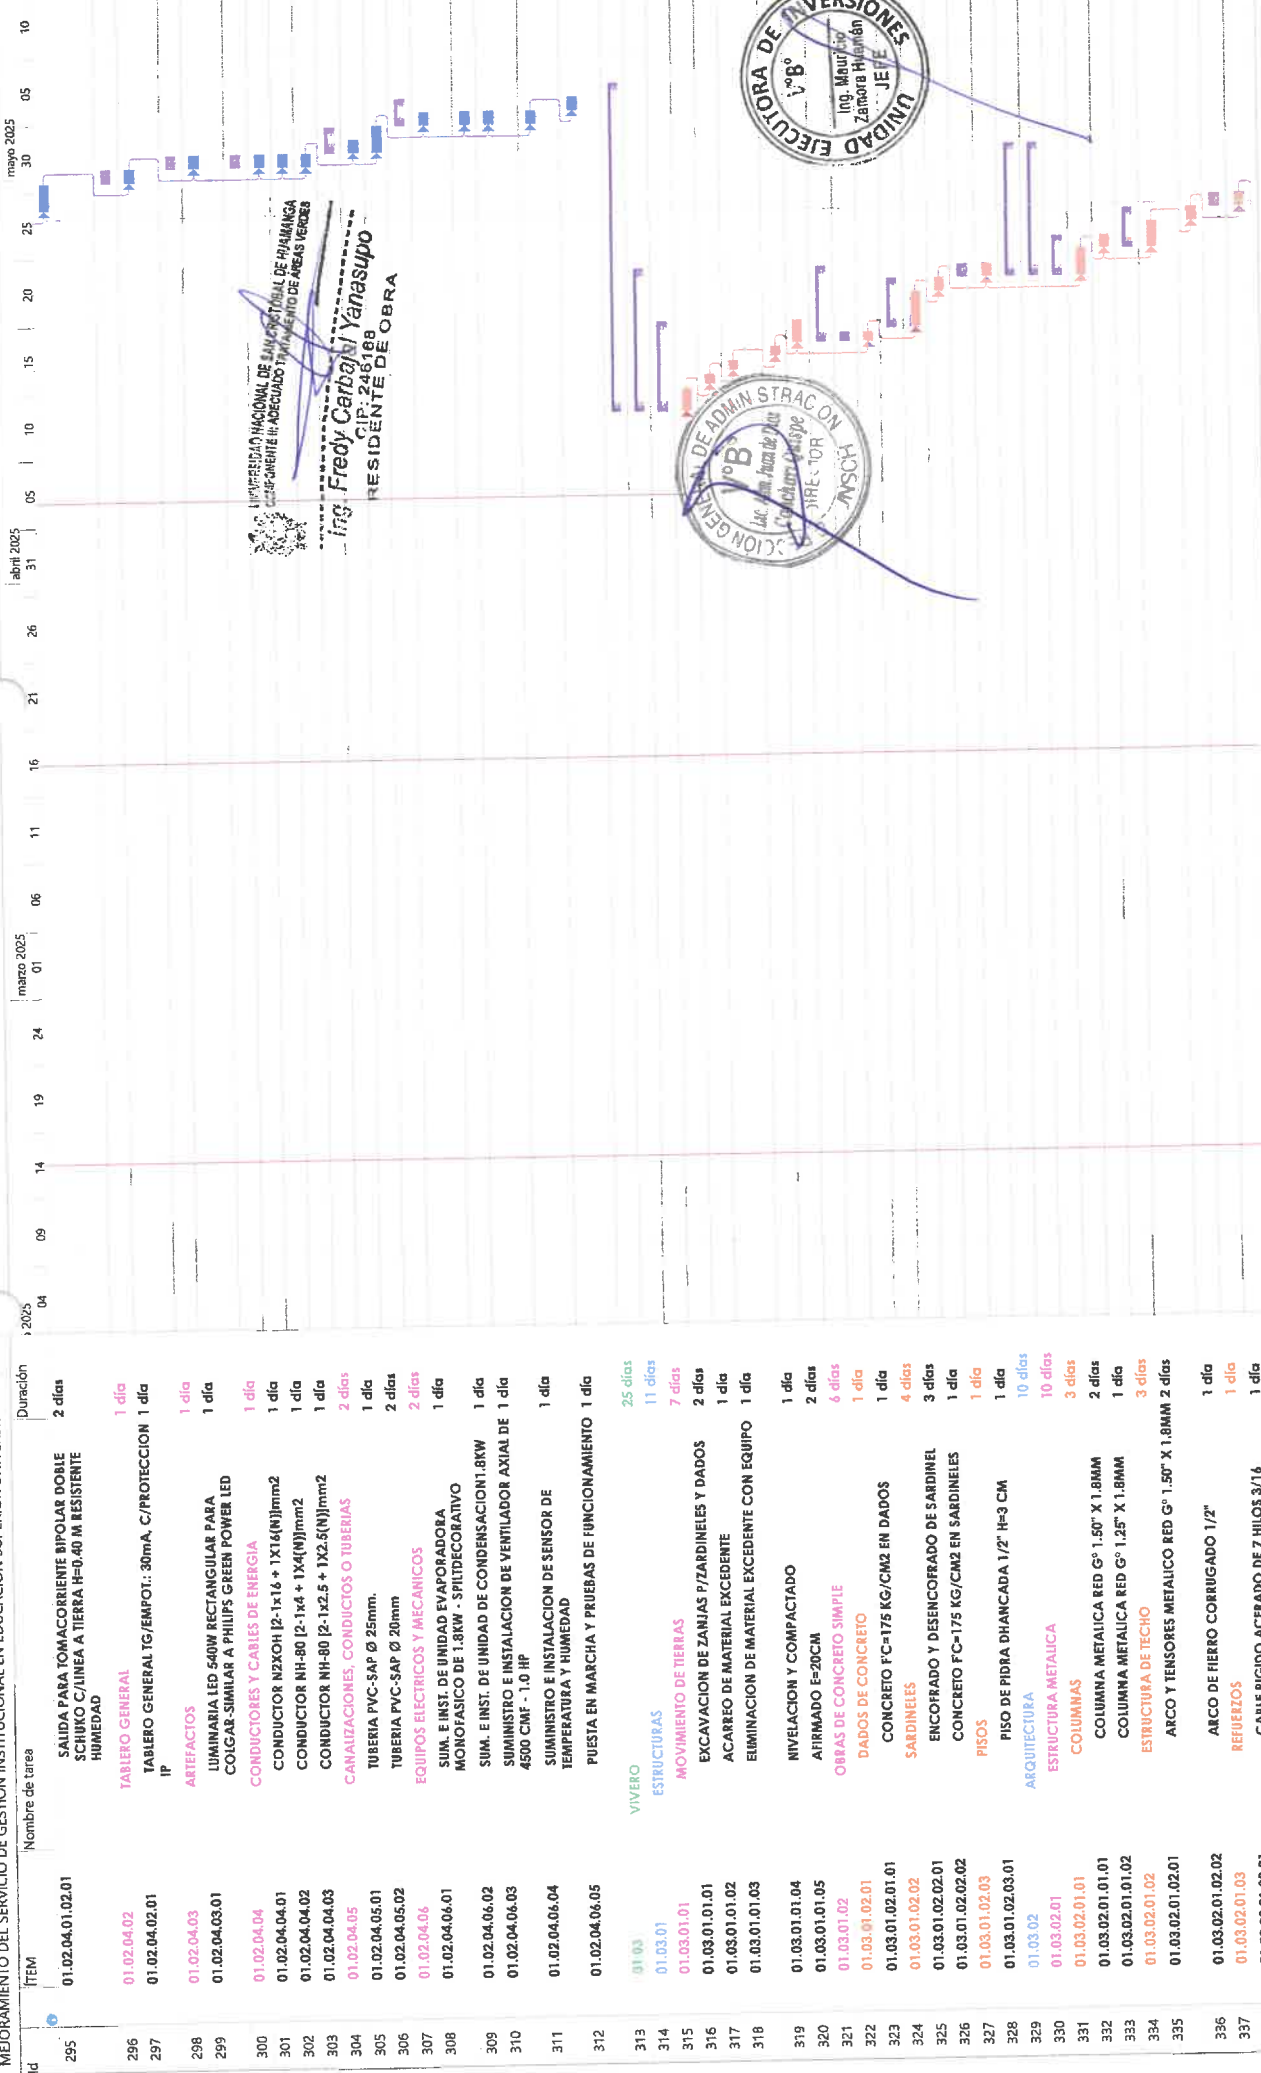 MEJORAMIENTO DEL SERVICIO DE GESTION INSTITUCIONAL EN EDUCACION
Id ITEM Nombre de tarea Duración
2025 marzo 2025 abril 2025 mayo 2025
04 09 14 19 24 01 06 11 16 21 26 31 05 10 15 20 25 30 05 10
295 01.02.04.01.02.01 SALIDA PARA TOMACORRIENTE BIPOLAR DOBLE 2 días
SCHUKO C/LINEA A TIERRA H=0.40 M RESISTENTE
HUMEDAD
296 01.02.04.02 TABLERO GENERAL 1 día
297 01.02.04.02.01 TABLERO GENERAL TG/EMPOT.: 30mA, C/PROTECCION 1 día
IP
298 01.02.04.03 ARTEFACTOS 1 día
299 01.02.04.03.01 LUMINARIA LED 540W RECTANGULAR PARA 1 día
COLGAR-SIMILAR A PHILIPS GREEN POWER LED
300 01.02.04.04 CONDUCTORES Y CABLES DE ENERGIA 1 día
301 01.02.04.04.01 CONDUCTOR N2XOH [2-1x16 + 1X16(N)]mm2 1 día
302 01.02.04.04.02 CONDUCTOR NH-80 [2-1x4 + 1X4(N)]mm2 1 día
303 01.02.04.04.03 CONDUCTOR NH-80 [2-1x2.5 + 1X2.5(N)]mm2 1 día
304 01.02.04.05 CANALIZACIONES, CONDUCTOS O TUBERIAS 2 días
305 01.02.04.05.01 TUBERIA PVC-SAP Ø 25mm. 1 día
306 01.02.04.05.02 TUBERIA PVC-SAP Ø 20mm 2 días
307 01.02.04.06 EQUIPOS ELECTRICOS Y MECANICOS 2 días
308 01.02.04.06.01 SUM. E INST. DE UNIDAD EVAPORADORA 1 día
MONOFASICO DE 1.8KW - SPILTDECORATIVO
309 01.02.04.06.02 SUM. E INST. DE UNIDAD DE CONDENSACION1.8KW 1 día
310 01.02.04.06.03 SUMINISTRO E INSTALACION DE VENTILADOR AXIAL DE 1 día
4500 CMF - 1.0 HP
311 01.02.04.06.04 SUMINISTRO E INSTALACION DE SENSOR DE 1 día
TEMPERATURA Y HUMEDAD
312 01.02.04.06.05 PUESTA EN MARCHA Y PRUEBAS DE FUNCIONAMIENTO 1 día
313 01.03 VIVERO 25 días
314 01.03.01 ESTRUCTURAS 11 días
315 01.03.01.01 MOVIMIENTO DE TIERRAS 7 días
316 01.03.01.01.01 EXCAVACION DE ZANJAS P/ZARDINELES Y DADOS 2 días
317 01.03.01.01.02 ACARREO DE MATERIAL EXCEDENTE 1 día
318 01.03.01.01.03 ELIMINACION DE MATERIAL EXCEDENTE CON EQUIPO 1 día
319 01.03.01.01.04 NIVELACION Y COMPACTADO 1 día
320 01.03.01.01.05 AFIRMADO E=20CM 2 días
321 01.03.01.02 OBRAS DE CONCRETO SIMPLE 6 días
322 01.03.01.02.01 DADOS DE CONCRETO 1 día
323 01.03.01.02.01.01 CONCRETO F'C=175 KG/CM2 EN DADOS 1 día
324 01.03.01.02.02 SARDINELES 4 días
325 01.03.01.02.02.01 ENCOFRADO Y DESENCOFRADO DE SARDINEL 3 días
326 01.03.01.02.02.02 CONCRETO F'C=175 KG/CM2 EN SARDINELES 1 día
327 01.03.01.02.03 PISOS 1 día
328 01.03.01.02.03.01 PISO DE PIDRA DHANCADA 1/2" H=3 CM 1 día
329 01.03.02 ARQUITECTURA 10 días
330 01.03.02.01 ESTRUCTURA METALICA 10 días
331 01.03.02.01.01 COLUMNAS 3 días
332 01.03.02.01.01.01 COLUMNA METALICA RED G° 1.50" X 1.8MM 2 días
333 01.03.02.01.01.02 COLUMNA METALICA RED G° 1.25" X 1.8MM 1 día
334 01.03.02.01.02 ESTRUCTURA DE TECHO 3 días
335 01.03.02.01.02.01 ARCO Y TENSORES METALICO RED G° 1.50" X 1.8MM 2 días
336 01.03.02.01.02.02 ARCO DE FIERRO CORRUGADO 1/2" 1 día
337 01.03.02.01.03 REFUERZOS 1 día
CABLE RIGIDO ACERADO DE 7 HILOS 3/16 1 día
UNIVERSIDAD NACIONAL DE SAN CRISTOBAL DE HUAMANGA
COMPONENTE II: ADECUADO TRATAMIENTO DE AREAS VERDES
Ing. Fredy Carbajal Yanasupo
CIP: 246188
RESIDENTE DE OBRA
DIRECCION GENERAL DE ADMINISTRACION UNSCH
V°B°
DIRECTOR
UNIDAD EJECUTORA DE INVERSIONES
V°B°
Ing. Mauricio
Zamora Huamán
JEFE